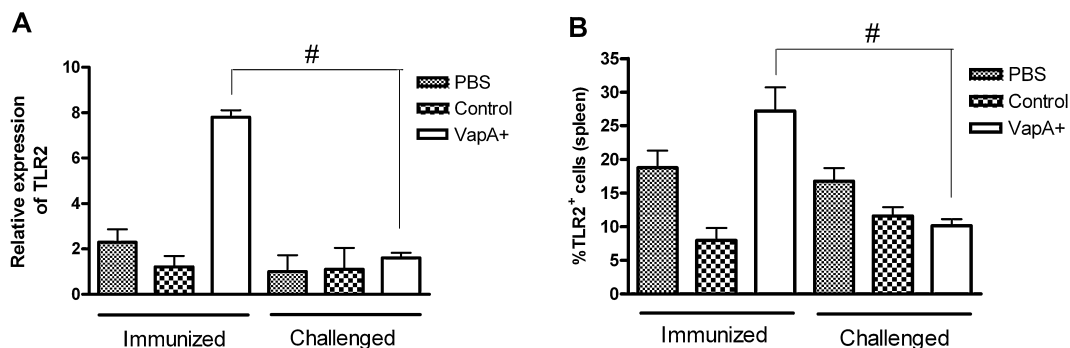 A
#
Relative expression
of TLR2
10
8
6
4
2
0
PBS
Control
VapA+
Immunized
Challenged
B
#
%TLR2+ cells (spleen)
35
30
25
20
15
10
5
0
PBS
Control
VapA+
Immunized
Challenged